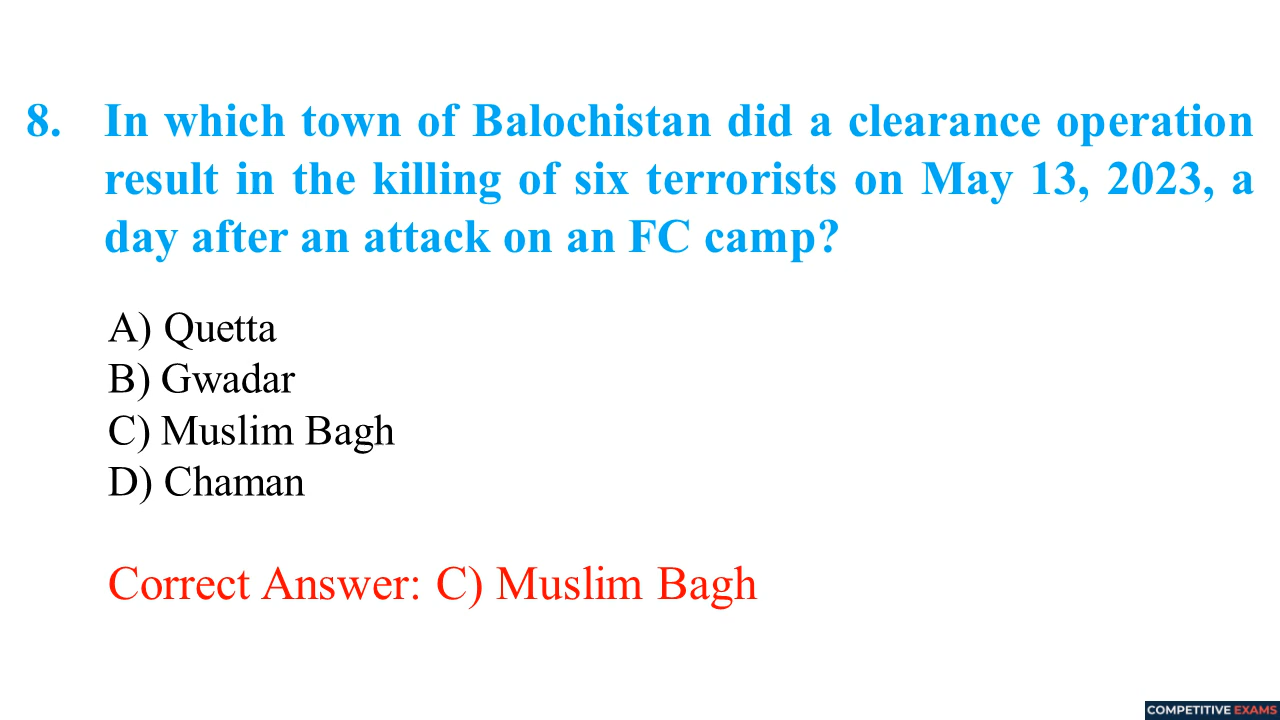 8. In which town of Balochistan did a clearance operation
result in the killing of six terrorists on May 13, 2023, a
day after an attack on an FC camp?
A) Quetta
B) Gwadar
C) Muslim Bagh
D) Chaman
Correct Answer: C) Muslim Bagh
COMPETITIVE EXAMS